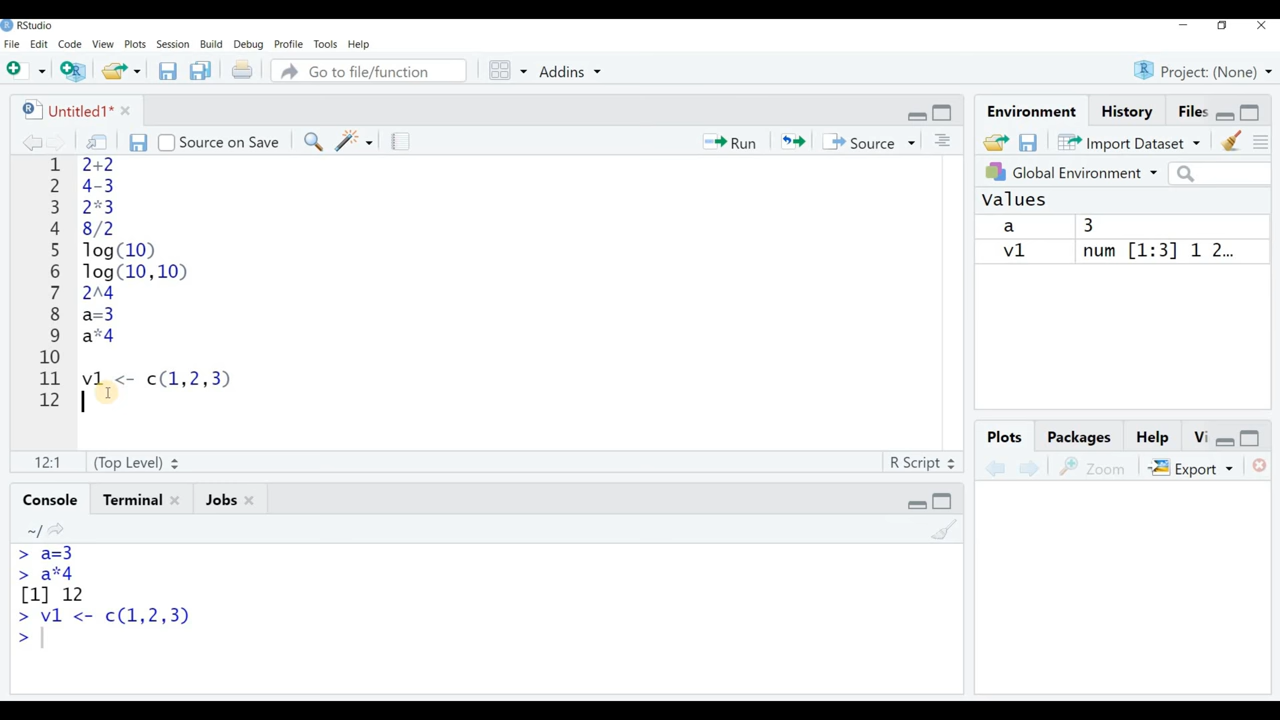 RStudio
File Edit Code View Plots Session Build Debug Profile Tools Help
Go to file/function Addins Project: (None)
Untitled1*
Source on Save Run Source
1 2+2
2 4-3
3 2*3
4 8/2
5 log(10)
6 log(10,10)
7 2^4
8 a=3
9 a*4
10
11 v1 <- c(1,2,3)
12
12:1 (Top Level) R Script
Console Terminal Jobs
~/
> a=3
> a*4
[1] 12
> v1 <- c(1,2,3)
>
Environment History Files
Import Dataset
Global Environment
Values
a 3
v1 num [1:3] 1 2…
Plots Packages Help Vi
Zoom Export